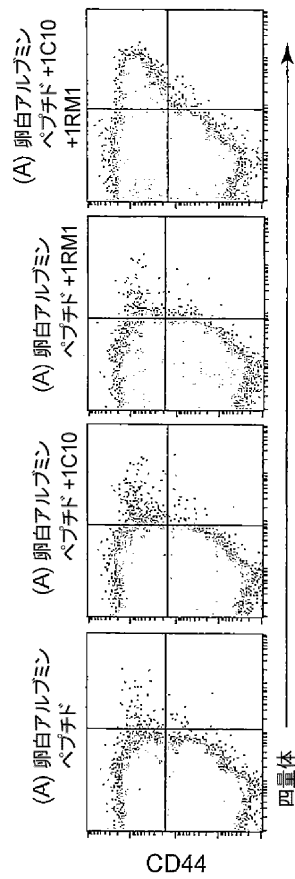 (A) 卵白アルブミン
ペプチド
(A) 卵白アルブミン
ペプチド +1C10
(A) 卵白アルブミン
ペプチド +1RM1
(A) 卵白アルブミン
ペプチド +1C10
+1RM1
CD44
四量体